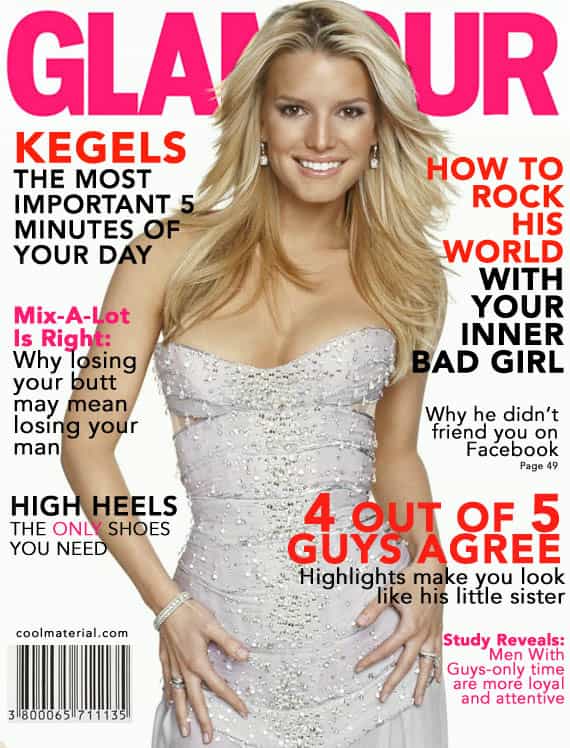 GLAMOUR
KEGELS
THE MOST
IMPORTANT 5
MINUTES OF
YOUR DAY
HOW TO
ROCK
HIS
WORLD
WITH
YOUR
INNER
BAD GIRL
Mix-A-Lot
Is Right:
Why losing
your butt
may mean
losing your
man
Why he didn't
friend you on
Facebook
Page 49
HIGH HEELS
THE ONLY SHOES
YOU NEED
4 OUT OF 5
GUYS AGREE
Highlights make you look
like his little sister
Study Reveals:
Men With
Guys-only time
are more loyal
and attentive
coolmaterial.com
3 800065 711135